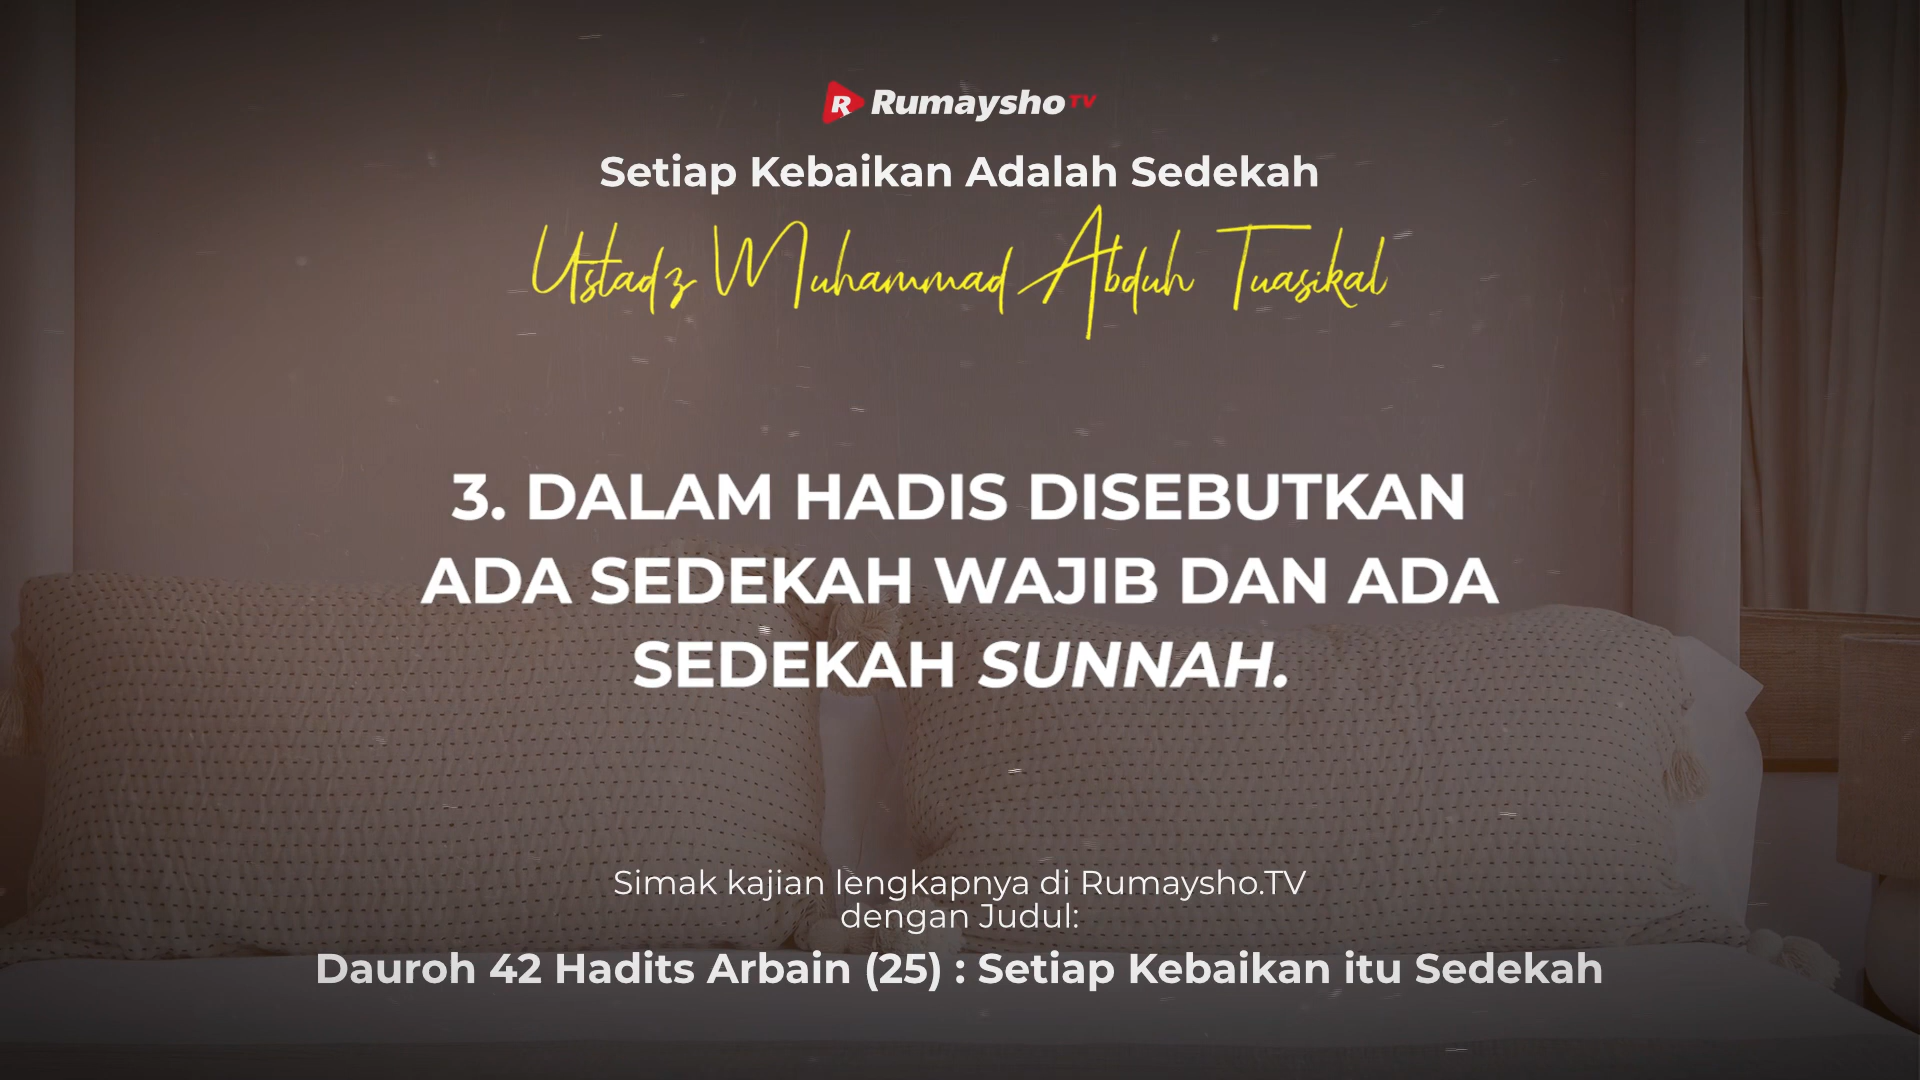 Rumaysho TV
Setiap Kebaikan Adalah Sedekah
Ustadz Muhammad Abduh Tuasikal
3. DALAM HADIS DISEBUTKAN
ADA SEDEKAH WAJIB DAN ADA
SEDEKAH SUNNAH.
Simak kajian lengkapnya di Rumaysho.TV
dengan Judul:
Dauroh 42 Hadits Arbain (25) : Setiap Kebaikan itu Sedekah